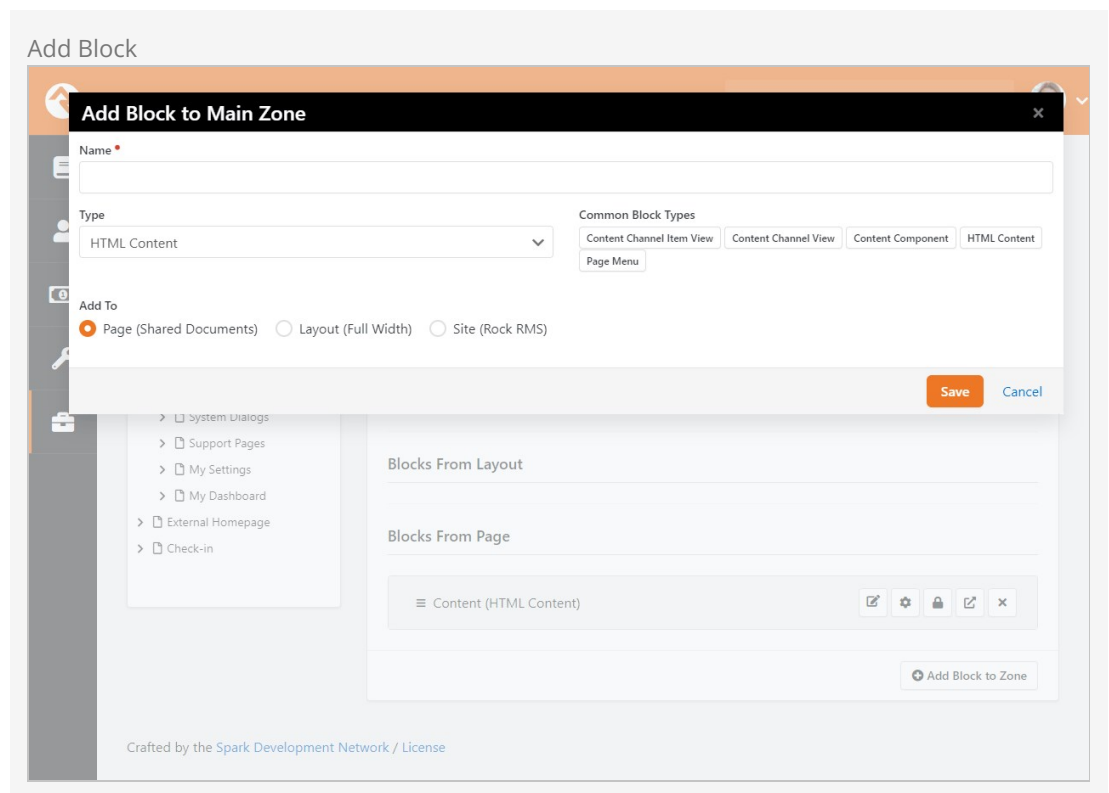 Add Block
Add Block to Main Zone
Name
Type
Common Block Types
HTML Content
Content Channel Item View Content Channel View Content Component HTML Content
Page Menu
Add To
Page (Shared Documents) Layout (Full Width) Site (Rock RMS)
Save Cancel
System Dialogs
Support Pages
My Settings
My Dashboard
External Homepage
Check-in
Blocks From Layout
Blocks From Page
Content (HTML Content)
Add Block to Zone
Crafted by the Spark Development Network / License